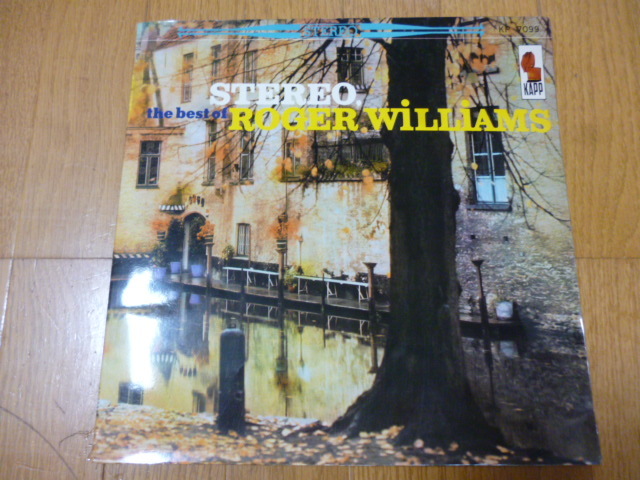 STEREO
STEREO.
the best of ROGER WiLLiAMS
KAPP